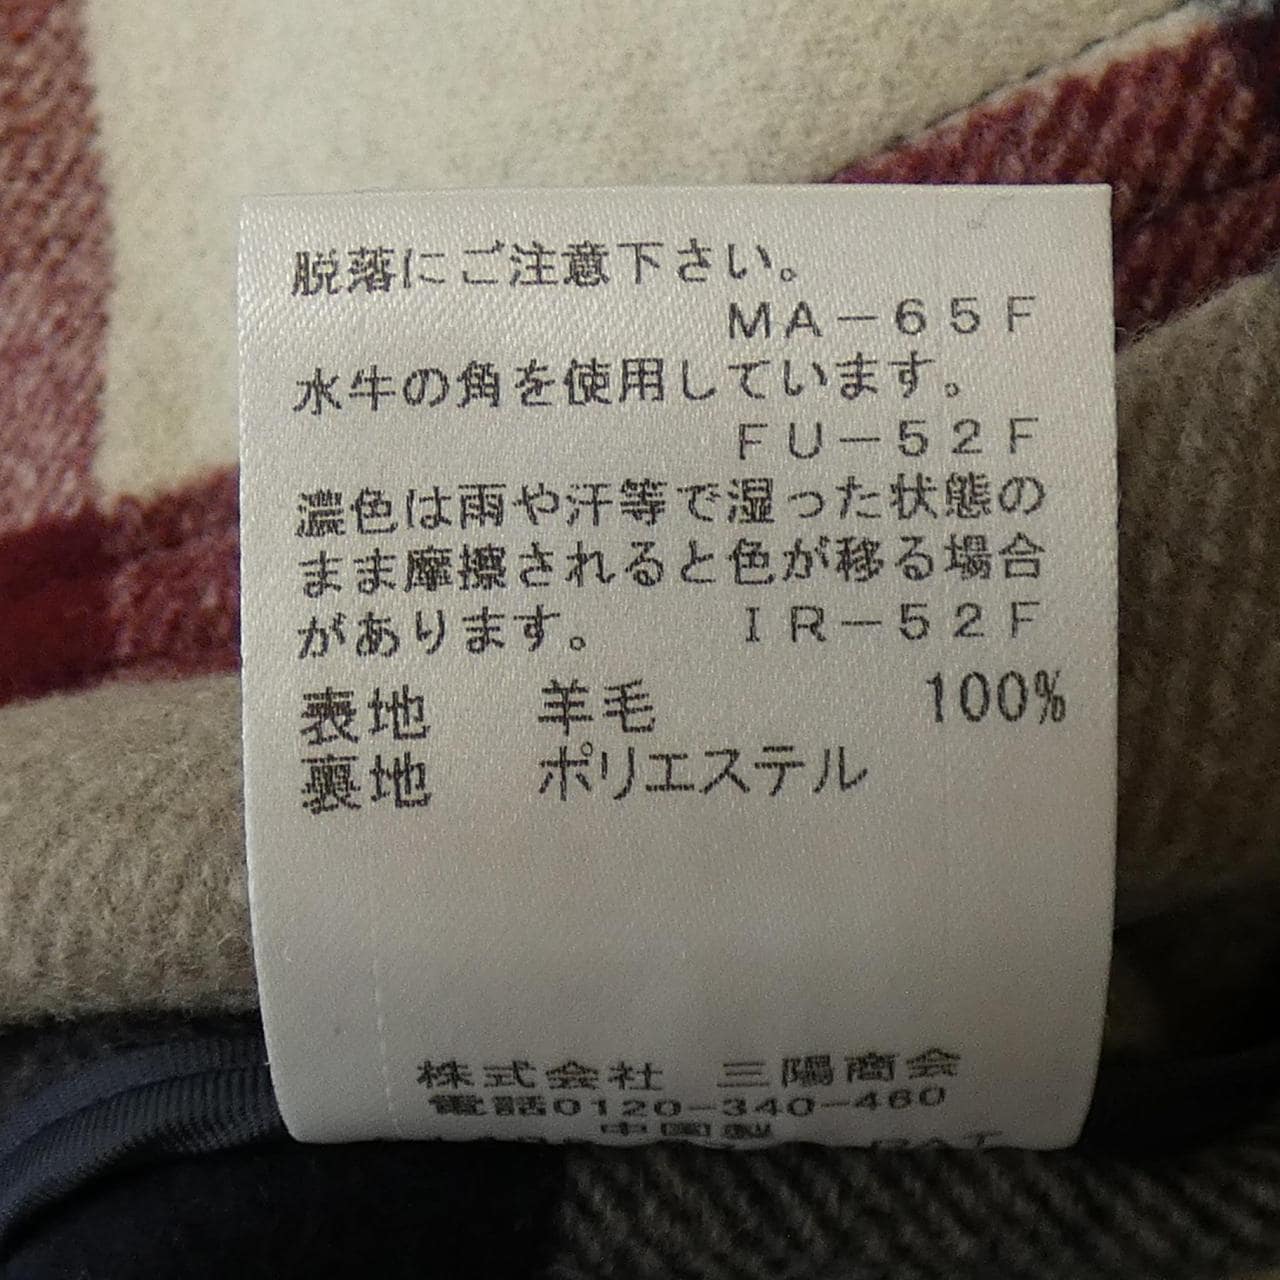 脱落にご注意下さい。
MA-65F
水牛の角を使用しています。
FU-52F
濃色は雨や汗等で湿った状態の
まま摩擦されると色が移る場合
があります。 IR-52F
表地 羊毛 100%
裏地 ポリエステル
株式会社 三陽商会
電話0120-340-460
中国製